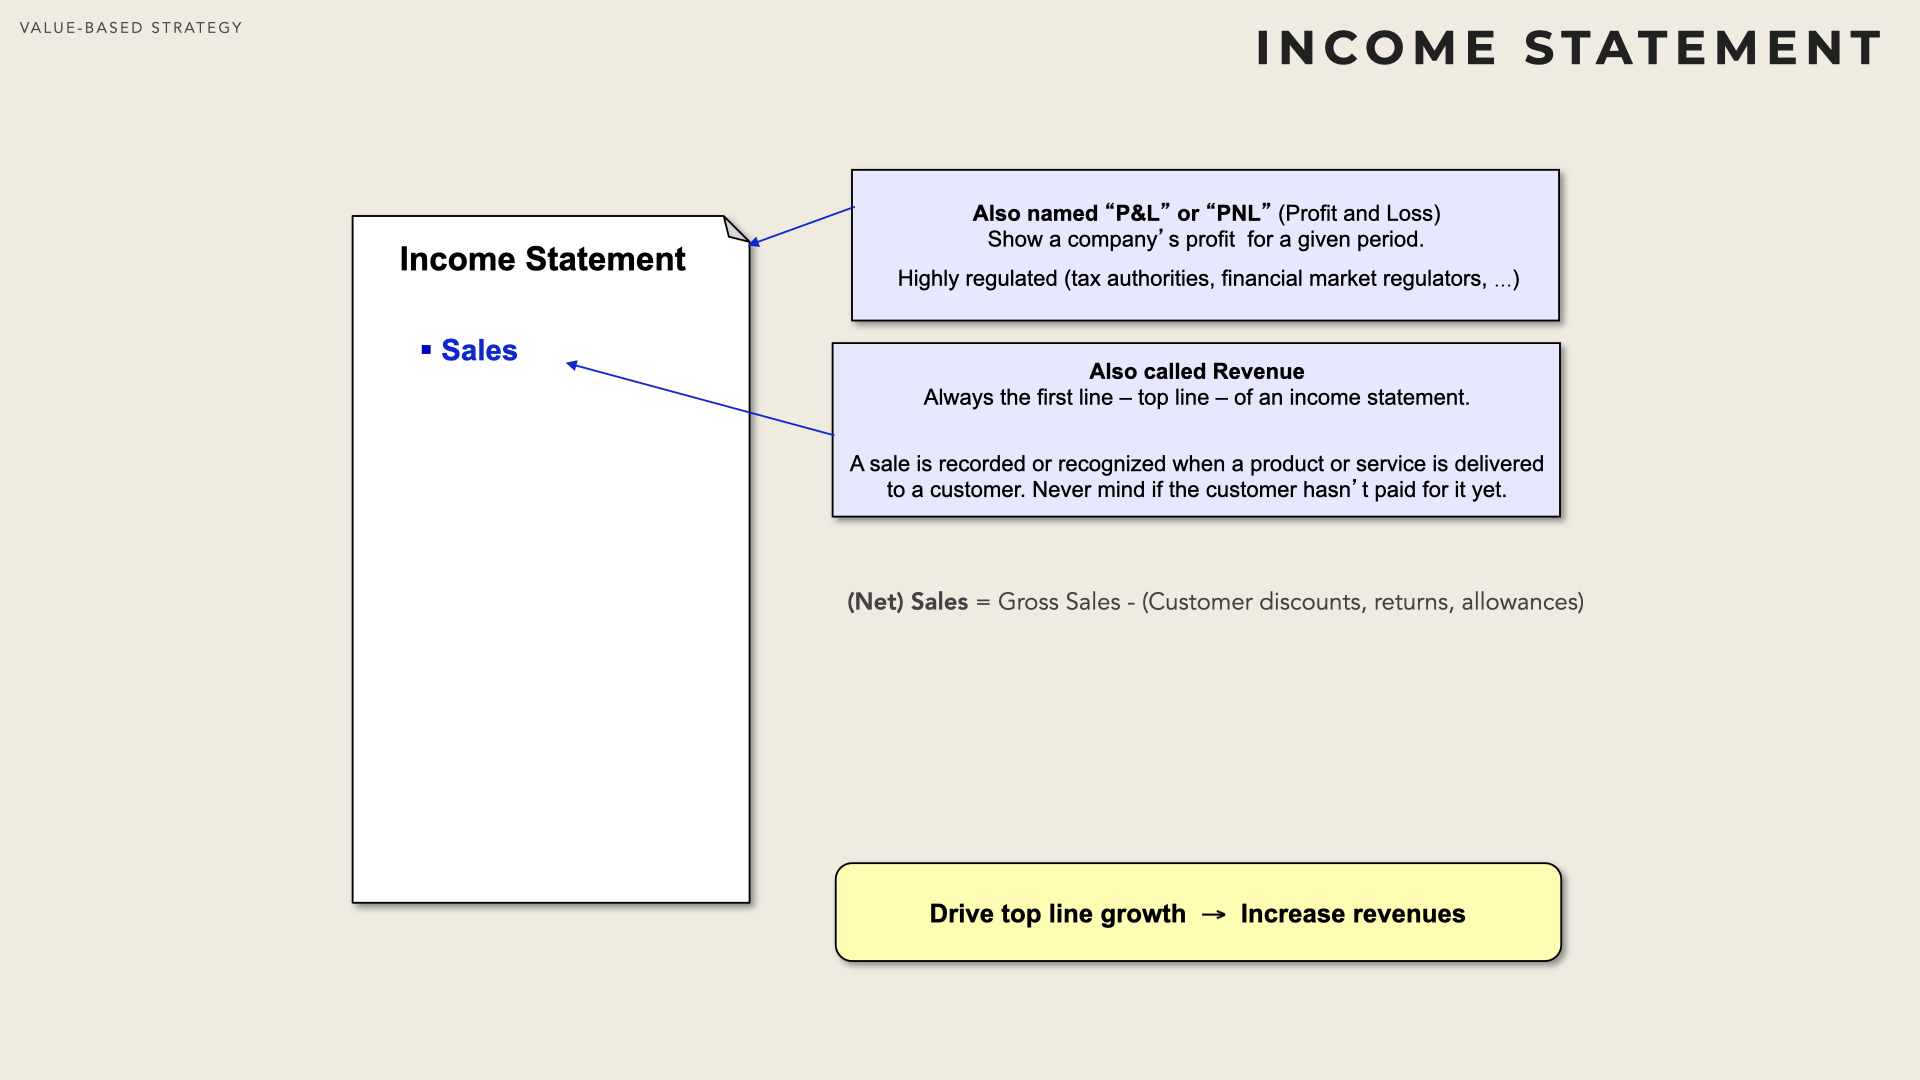 VALUE-BASED STRATEGY
INCOME STATEMENT
Income Statement
▪ Sales
Also named “P&L” or “PNL” (Profit and Loss)
Show a company’s profit for a given period.
Highly regulated (tax authorities, financial market regulators, …)
Also called Revenue
Always the first line – top line – of an income statement.
A sale is recorded or recognized when a product or service is delivered
to a customer. Never mind if the customer hasn’t paid for it yet.
(Net) Sales = Gross Sales - (Customer discounts, returns, allowances)
Drive top line growth → Increase revenues